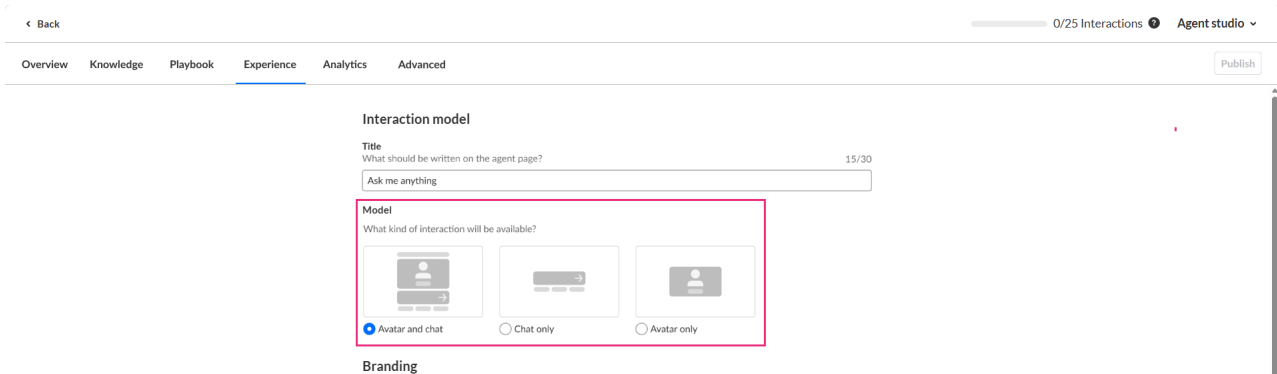 Back
0/25 Interactions ?
Agent studio
Overview Knowledge Playbook Experience Analytics Advanced
Publish
Interaction model
Title
What should be written on the agent page? 15/30
Ask me anything
Model
What kind of interaction will be available?
Avatar and chat Chat only Avatar only
Branding